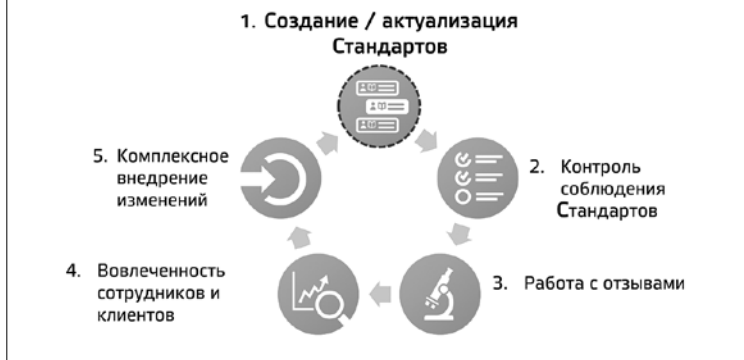 1. Создание / актуализация
Стандартов
2. Контроль
соблюдения
Стандартов
3. Работа с отзывами
4. Вовлеченность
сотрудников и
клиентов
5. Комплексное
внедрение
изменений